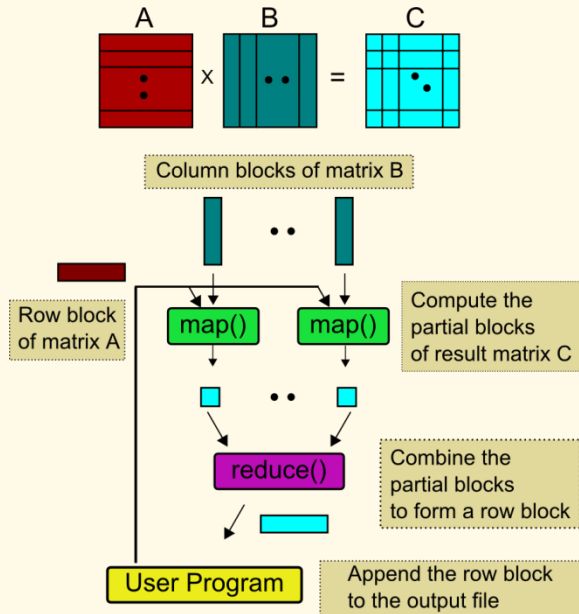 A B C
x =
Column blocks of matrix B
Row block
of matrix A
map() map()
Compute the
partial blocks
of result matrix C
reduce()
Combine the
partial blocks
to form a row block
User Program
Append the row block
to the output file